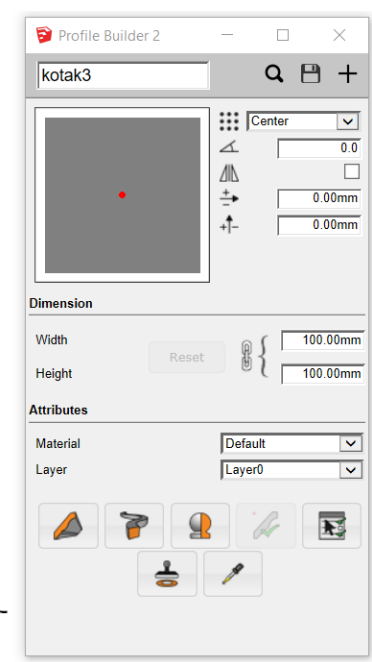 Profile Builder 2
kotak3
Center
0.0
0.00mm
0.00mm
Dimension
Width 100.00mm
Reset
Height 100.00mm
Attributes
Material Default
Layer Layer0